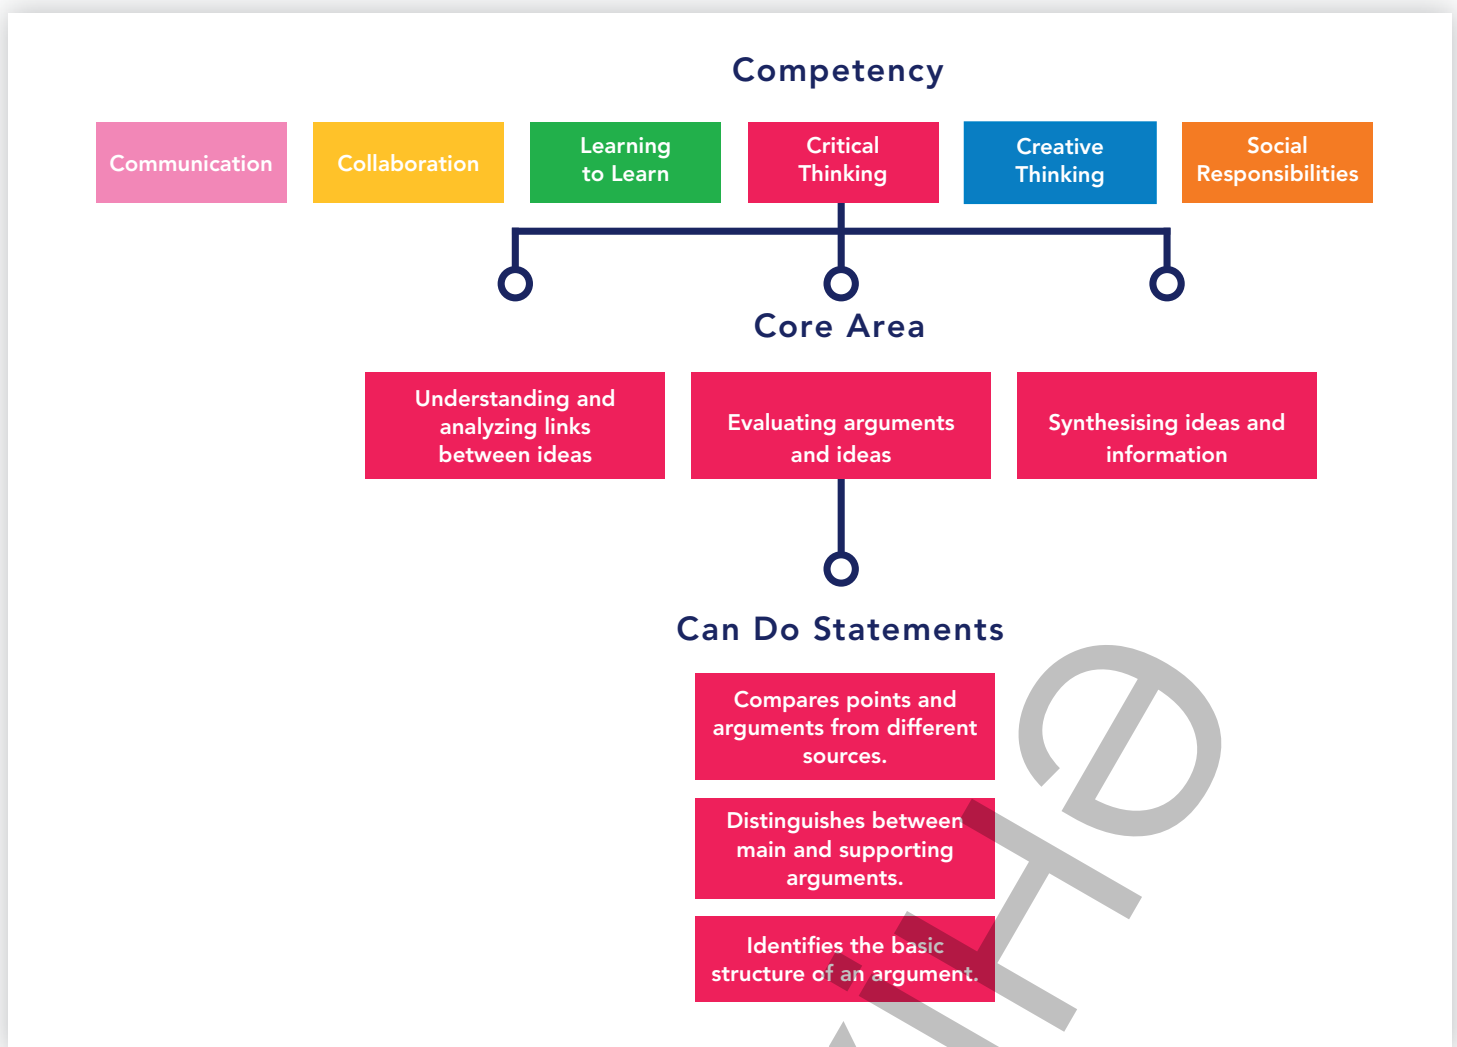 Competency
Communication
Collaboration
Learning
to Learn
Critical
Thinking
Creative
Thinking
Social
Responsibilities
Core Area
Understanding and
analyzing links
between ideas
Evaluating arguments
and ideas
Synthesising ideas and
information
Can Do Statements
Compares points and
arguments from different
sources.
Distinguishes between
main and supporting
arguments.
Identifies the basic
structure of an argument.